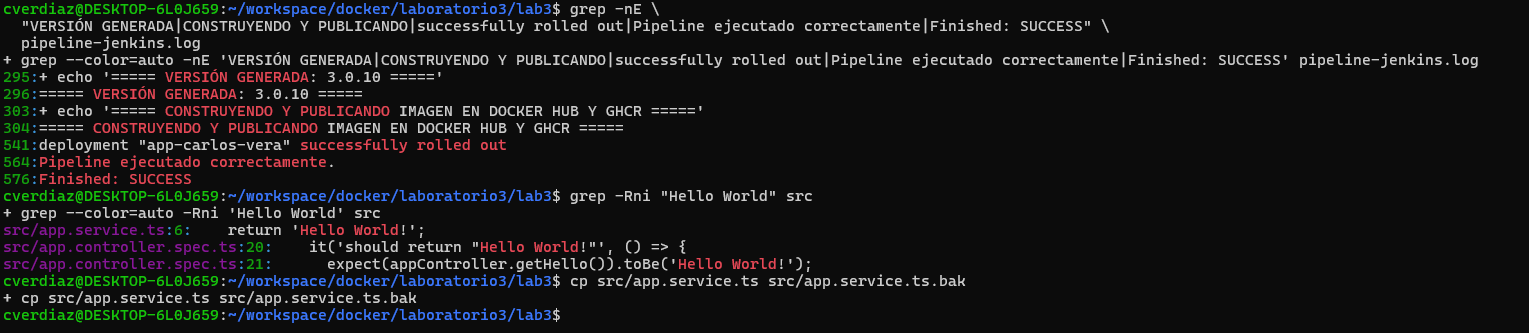 cverdiaz@DESKTOP-6L0J659:~/workspace/docker/laboratorio3/lab3$ grep -nE \
  "VERSIÓN GENERADA|CONSTRUYENDO Y PUBLICANDO|successfully rolled out|Pipeline ejecutado correctamente|Finished: SUCCESS" \
  pipeline-jenkins.log
+ grep --color=auto -nE 'VERSIÓN GENERADA|CONSTRUYENDO Y PUBLICANDO|successfully rolled out|Pipeline ejecutado correctamente|Finished: SUCCESS' pipeline-jenkins.log
295:+ echo '===== VERSIÓN GENERADA: 3.0.10 ====='
296:===== VERSIÓN GENERADA: 3.0.10 =====
303:+ echo '===== CONSTRUYENDO Y PUBLICANDO IMAGEN EN DOCKER HUB Y GHCR ====='
304:===== CONSTRUYENDO Y PUBLICANDO IMAGEN EN DOCKER HUB Y GHCR =====
541:deployment "app-carlos-vera" successfully rolled out
564:Pipeline ejecutado correctamente.
576:Finished: SUCCESS
cverdiaz@DESKTOP-6L0J659:~/workspace/docker/laboratorio3/lab3$ grep -Rni "Hello World" src
+ grep --color=auto -Rni 'Hello World' src
src/app.service.ts:6:    return 'Hello World!';
src/app.controller.spec.ts:20:    it('should return "Hello World!"', () => {
src/app.controller.spec.ts:21:      expect(appController.getHello()).toBe('Hello World!');
cverdiaz@DESKTOP-6L0J659:~/workspace/docker/laboratorio3/lab3$ cp src/app.service.ts src/app.service.ts.bak
+ cp src/app.service.ts src/app.service.ts.bak
cverdiaz@DESKTOP-6L0J659:~/workspace/docker/laboratorio3/lab3$